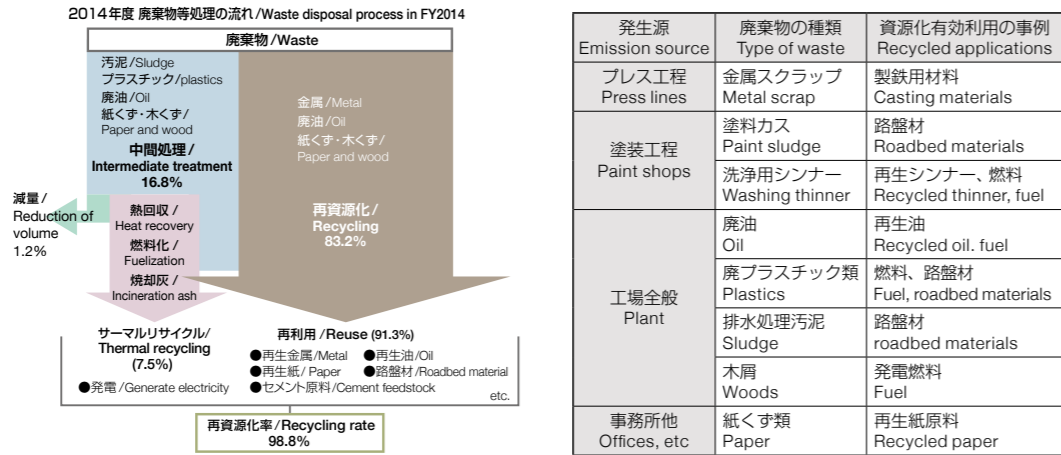 2014年度 廃棄物等処理の流れ/Waste disposal process in FY2014
廃棄物/Waste
汚泥/Sludge
プラスチック/plastics
廃油/Oil
紙くず・木くず/
Paper and wood
中間処理/
Intermediate treatment
16.8%
金属/Metal
廃油/Oil
紙くず・木くず/
Paper and wood
再資源化/
Recycling
83.2%
減量/
Reduction of
volume
1.2%
熱回収/
Heat recovery
燃料化/
Fuelization
焼却灰/
Incineration ash
サーマルリサイクル/
Thermal recycling
(7.5%)
●発電/Generate electricity
再利用/Reuse (91.3%)
●再生金属/Metal ●再生油/Oil
●再生紙/Paper ●路盤材/Roadbed material
●セメント原料/Cement feedstock
etc.
再資源化率/Recycling rate
98.8%
発生源 廃棄物の種類 資源化有効利用の事例
Emission source Type of waste Recycled applications
プレス工程 金属スクラップ 製鉄用材料
Press lines Metal scrap Casting materials
塗装工程
Paint shops
塗料カス 路盤材
Paint sludge Roadbed materials
洗浄用シンナー 再生シンナー、燃料
Washing thinner Recycled thinner, fuel
工場全般
Plant
廃油 再生油
Oil Recycled oil. fuel
廃プラスチック類 燃料、路盤材
Plastics Fuel, roadbed materials
排水処理汚泥 路盤材
Sludge roadbed materials
木屑 発電燃料
Woods Fuel
事務所他 紙くず類 再生紙原料
Offices, etc Paper Recycled paper